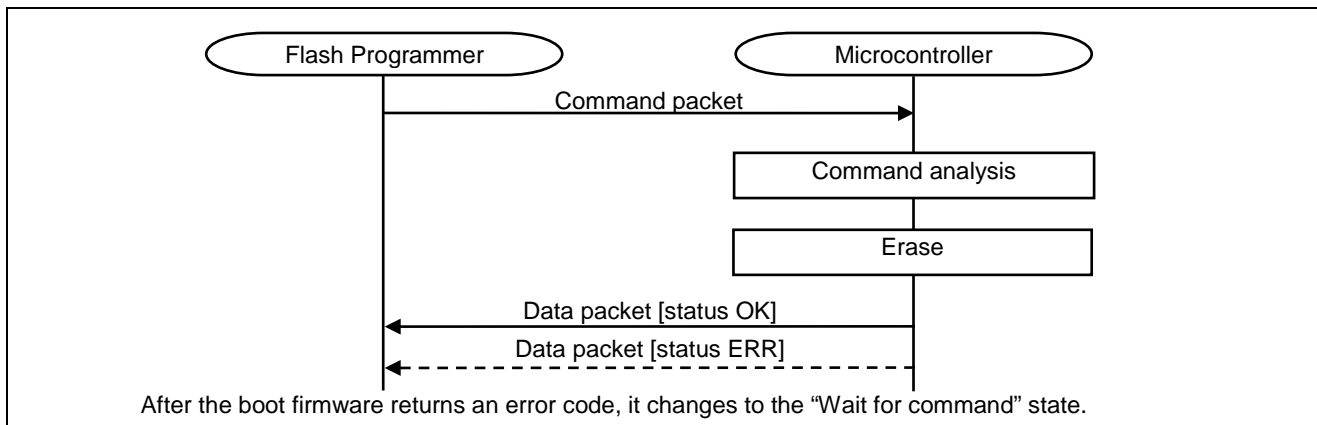 Flash Programmer
Microcontroller
Command packet
Command analysis
Erase
Data packet [status OK]
Data packet [status ERR]
After the boot firmware returns an error code, it changes to the “Wait for command” state.